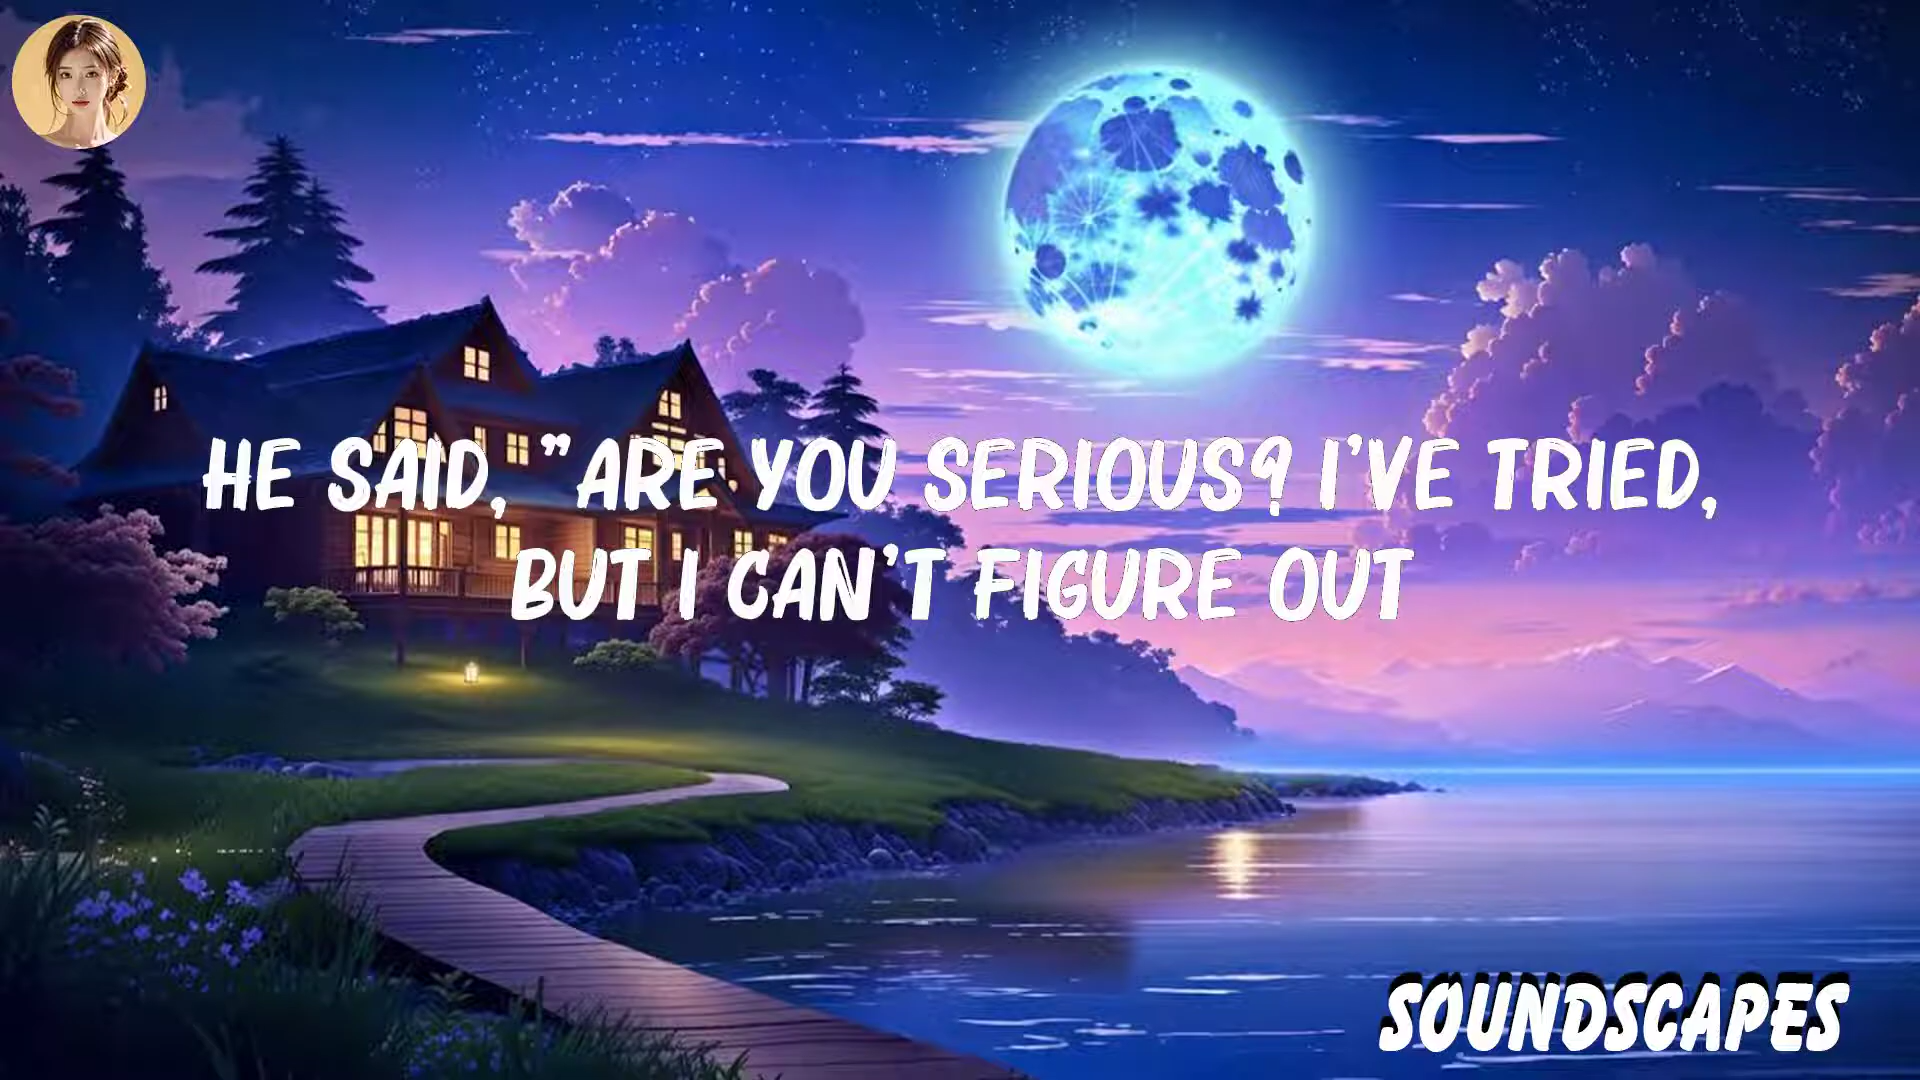 HE SAID, "ARE YOU SERIOUS? I'VE TRIED,
BUT I CAN'T FIGURE OUT
SOUNDSCAPES